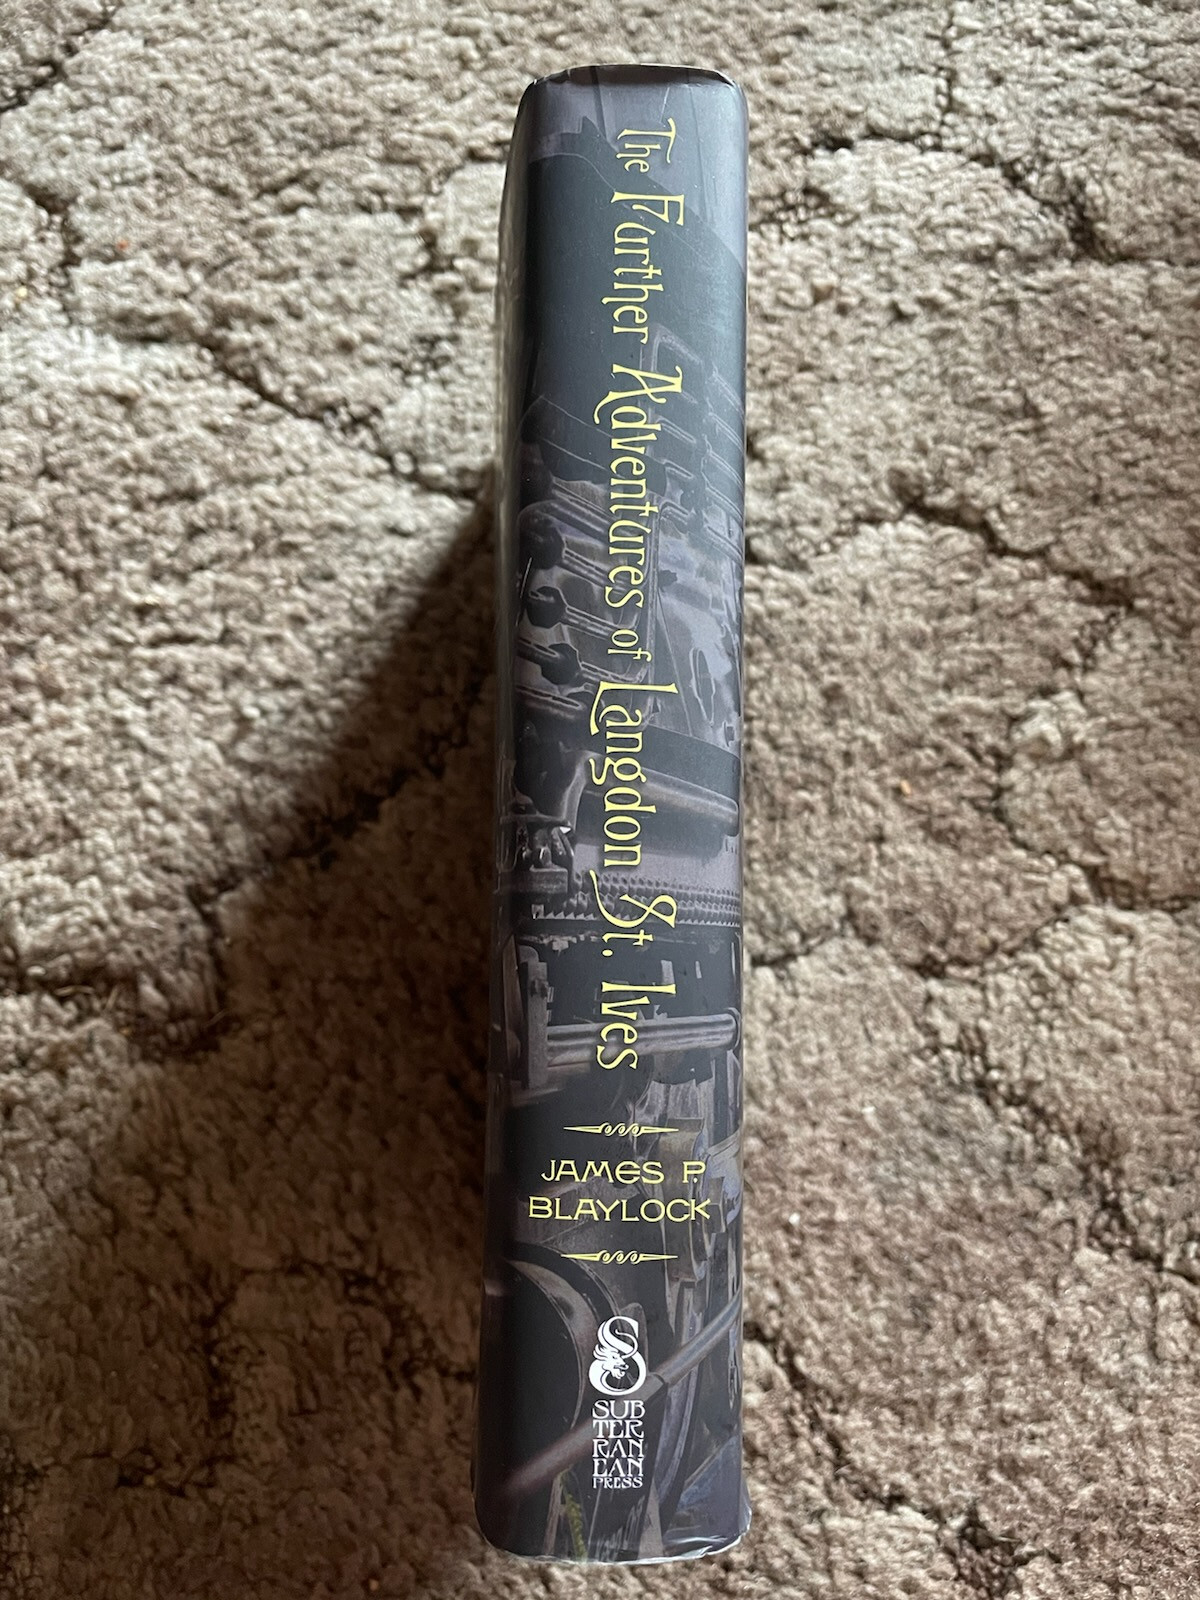 The Further Adventures of Langdon St. Ives
JAMES P.
BLAYLOCK
SUB
TER
RAN
EAN
PRESS